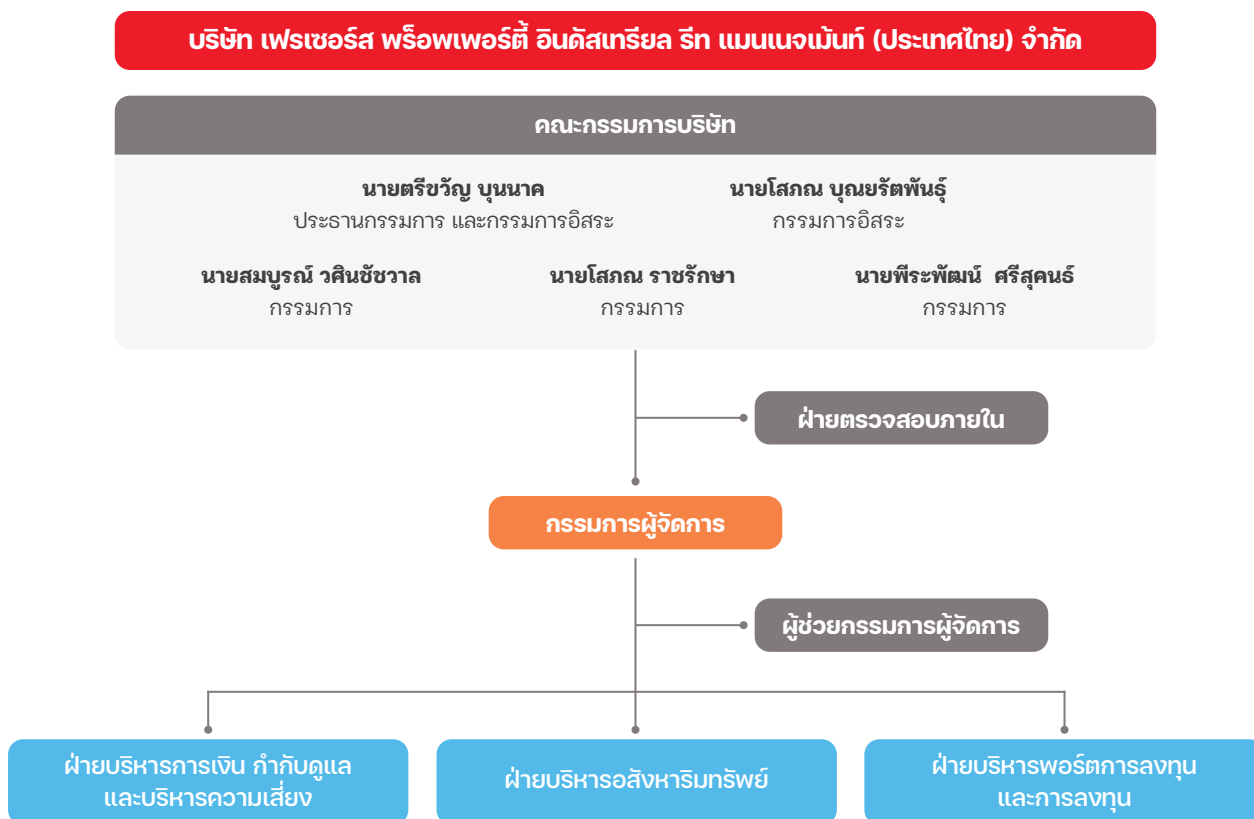 บริษัท เฟรเซอร์ส พร็อพเพอร์ตี้ อินดัสเทรียล รีท แมนเนจเม้นท์ (ประเทศไทย) จำกัด
คณะกรรมการบริษัท
นายตรีขวัญ บุนนาค
ประธานกรรมการ และกรรมการอิสระ
นายโสภณ บุณยรัตพันธุ์
กรรมการอิสระ
นายสมบูรณ์ วศินชัชวาล
กรรมการ
นายโสภณ ราชรักษา
กรรมการ
นายพีระพัฒน์ ศรีสุคนธ์
กรรมการ
ฝ่ายตรวจสอบภายใน
กรรมการผู้จัดการ
ผู้ช่วยกรรมการผู้จัดการ
ฝ่ายบริหารการเงิน กำกับดูแล
และบริหารความเสี่ยง
ฝ่ายบริหารอสังหาริมทรัพย์
ฝ่ายบริหารพอร์ตการลงทุน
และการลงทุน